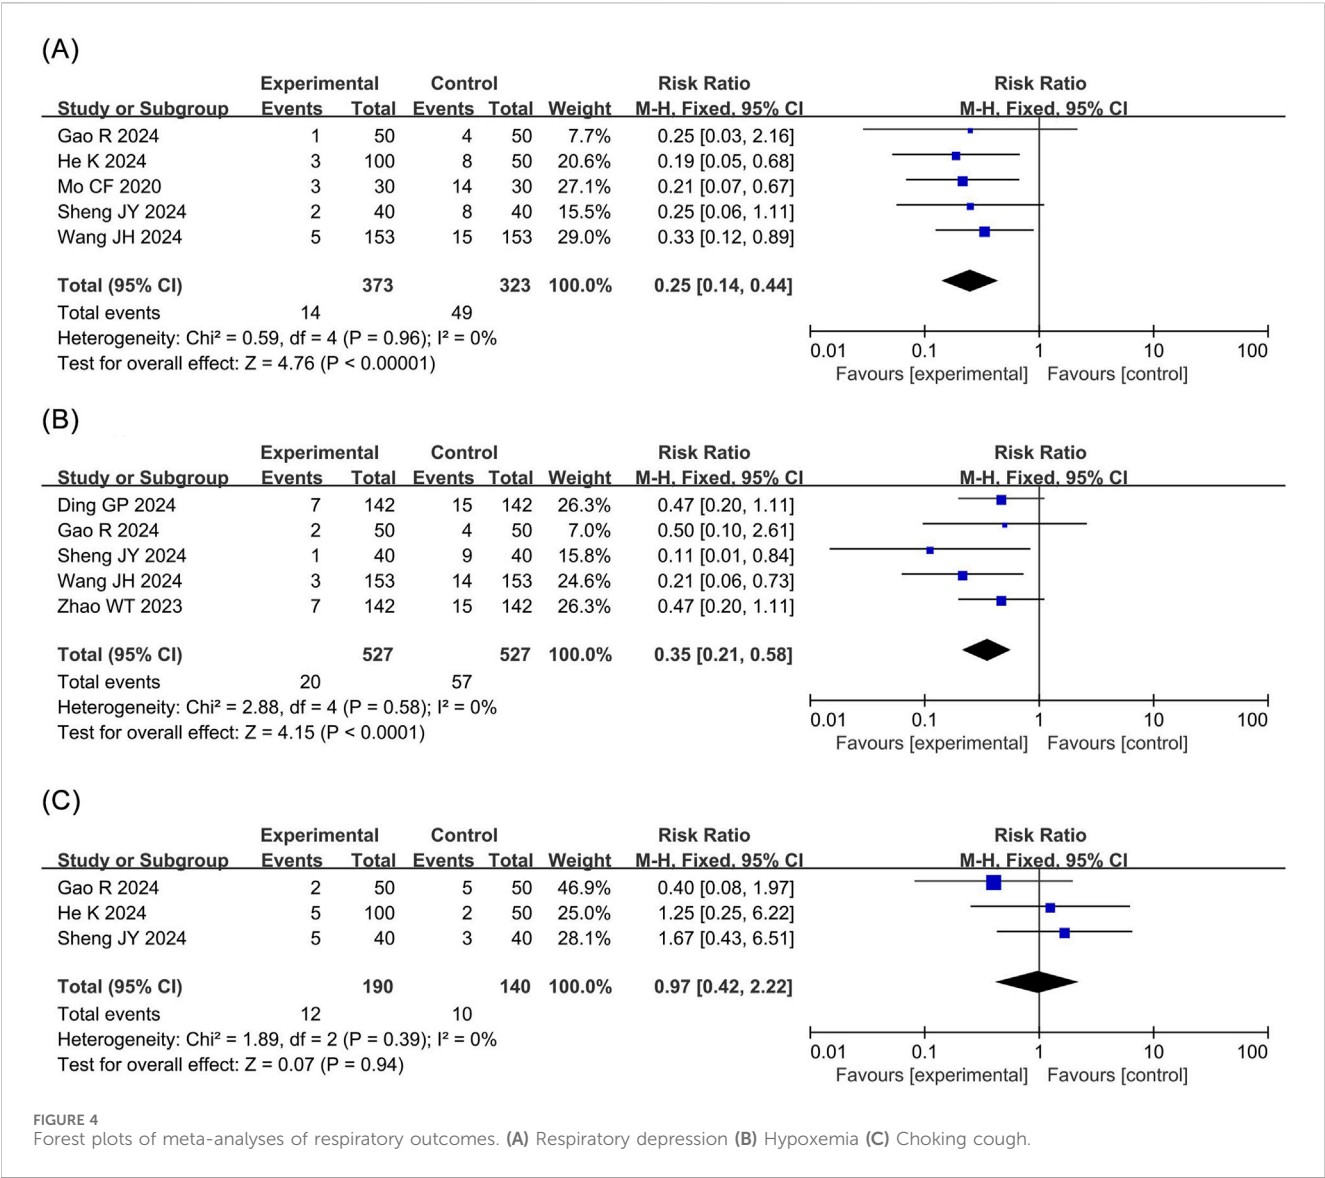 (A)
Experimental Control Risk Ratio Risk Ratio
Study or Subgroup Events Total Events Total Weight M-H, Fixed, 95% CI M-H, Fixed, 95% CI
Gao R 2024 1 50 4 50 7.7% 0.25 [0.03, 2.16]
He K 2024 3 100 8 50 20.6% 0.19 [0.05, 0.68]
Mo CF 2020 3 30 14 30 27.1% 0.21 [0.07, 0.67]
Sheng JY 2024 2 40 8 40 15.5% 0.25 [0.06, 1.11]
Wang JH 2024 5 153 15 153 29.0% 0.33 [0.12, 0.89]
Total (95% CI) 373 323 100.0% 0.25 [0.14, 0.44]
Total events 14 49
Heterogeneity: Chi² = 0.59, df = 4 (P = 0.96); I² = 0%
Test for overall effect: Z = 4.76 (P < 0.00001)
0.01 0.1 1 10 100
Favours [experimental] Favours [control]
(B)
Experimental Control Risk Ratio Risk Ratio
Study or Subgroup Events Total Events Total Weight M-H, Fixed, 95% CI M-H, Fixed, 95% CI
Ding GP 2024 7 142 15 142 26.3% 0.47 [0.20, 1.11]
Gao R 2024 2 50 4 50 7.0% 0.50 [0.10, 2.61]
Sheng JY 2024 1 40 9 40 15.8% 0.11 [0.01, 0.84]
Wang JH 2024 3 153 14 153 24.6% 0.21 [0.06, 0.73]
Zhao WT 2023 7 142 15 142 26.3% 0.47 [0.20, 1.11]
Total (95% CI) 527 527 100.0% 0.35 [0.21, 0.58]
Total events 20 57
Heterogeneity: Chi² = 2.88, df = 4 (P = 0.58); I² = 0%
Test for overall effect: Z = 4.15 (P < 0.0001)
0.01 0.1 1 10 100
Favours [experimental] Favours [control]
(C)
Experimental Control Risk Ratio Risk Ratio
Study or Subgroup Events Total Events Total Weight M-H, Fixed, 95% CI M-H, Fixed, 95% CI
Gao R 2024 2 50 5 50 46.9% 0.40 [0.08, 1.97]
He K 2024 5 100 2 50 25.0% 1.25 [0.25, 6.22]
Sheng JY 2024 5 40 3 40 28.1% 1.67 [0.43, 6.51]
Total (95% CI) 190 140 100.0% 0.97 [0.42, 2.22]
Total events 12 10
Heterogeneity: Chi² = 1.89, df = 2 (P = 0.39); I² = 0%
Test for overall effect: Z = 0.07 (P = 0.94)
0.01 0.1 1 10 100
Favours [experimental] Favours [control]
FIGURE 4
Forest plots of meta-analyses of respiratory outcomes. (A) Respiratory depression (B) Hypoxemia (C) Choking cough.